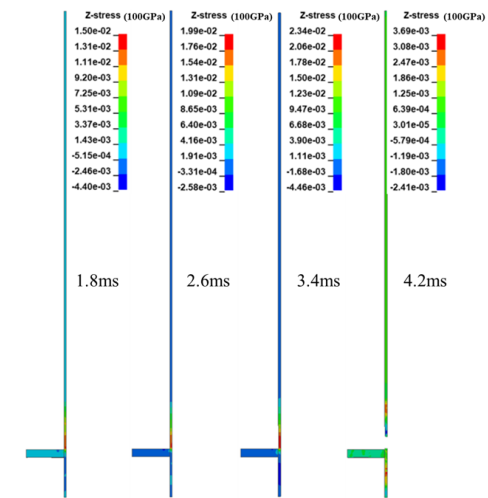 Z-stress (100GPa)
1.50e-02
1.31e-02
1.11e-02
9.20e-03
7.25e-03
5.31e-03
3.37e-03
1.43e-03
-5.15e-04
-2.46e-03
-4.40e-03
Z-stress (100GPa)
1.99e-02
1.76e-02
1.54e-02
1.31e-02
1.09e-02
8.65e-03
6.40e-03
4.16e-03
1.91e-03
-3.31e-04
-2.58e-03
Z-stress (100GPa)
2.34e-02
2.06e-02
1.78e-02
1.50e-02
1.23e-02
9.47e-03
6.68e-03
3.90e-03
1.11e-03
-1.68e-03
-4.46e-03
Z-stress (100GPa)
3.69e-03
3.08e-03
2.47e-03
1.86e-03
1.25e-03
6.39e-04
3.01e-05
-5.79e-04
-1.19e-03
-1.80e-03
-2.41e-03
1.8ms
2.6ms
3.4ms
4.2ms